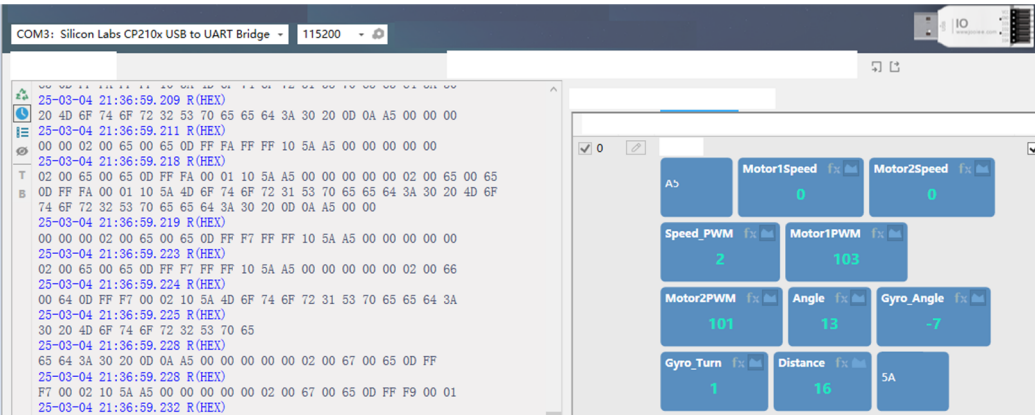 COM3: Silicon Labs CP210x USB to UART Bridge 115200
IO
25-03-04 21:36:59.209 R(HEX)
20 4D 6F 74 6F 72 32 53 70 65 65 64 3A 30 20 0D 0A A5 00 00 00
25-03-04 21:36:59.211 R(HEX)
00 00 02 00 65 00 65 0D FF FA FF FF 10 5A A5 00 00 00 00 00
25-03-04 21:36:59.218 R(HEX)
02 00 65 00 65 0D FF FA 00 01 10 5A A5 00 00 00 00 00 02 00 65 00 65
0D FF FA 00 01 10 5A 4D 6F 74 6F 72 31 53 70 65 65 64 3A 30 20 4D 6F
74 6F 72 32 53 70 65 65 64 3A 30 20 0D 0A A5 00 00
25-03-04 21:36:59.219 R(HEX)
00 00 00 02 00 65 00 65 0D FF F7 FF FF 10 5A A5 00 00 00 00 00
25-03-04 21:36:59.223 R(HEX)
02 00 65 00 65 0D FF F7 FF FF 10 5A A5 00 00 00 00 00 02 00 66
25-03-04 21:36:59.224 R(HEX)
00 64 0D FF F7 00 02 10 5A 4D 6F 74 6F 72 31 53 70 65 65 64 3A
25-03-04 21:36:59.225 R(HEX)
30 20 4D 6F 74 6F 72 32 53 70 65
25-03-04 21:36:59.228 R(HEX)
65 64 3A 30 20 0D 0A A5 00 00 00 00 00 02 00 67 00 65 0D FF
25-03-04 21:36:59.228 R(HEX)
F7 00 02 10 5A A5 00 00 00 00 00 02 00 67 00 65 0D FF F9 00 01
25-03-04 21:36:59.232 R(HEX)
T
B
0
A5
Motor1Speed fx
0
Motor2Speed fx
0
Speed_PWM fx
2
Motor1PWM fx
103
Motor2PWM fx
101
Angle fx
13
Gyro_Angle fx
-7
Gyro_Turn fx
1
Distance fx
16
5A